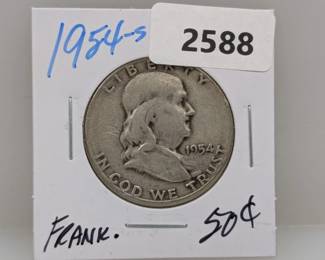 1954-S
2588
LIBERTY
1954
IN GOD WE TRUST
FRANK.
50¢